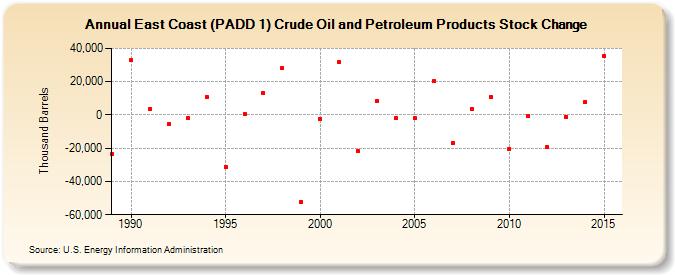 Annual East Coast (PADD 1) Crude Oil and Petroleum Products Stock Change
Thousand Barrels
40,000
20,000
0
-20,000
-40,000
-60,000
1990 1995 2000 2005 2010 2015
Source: U.S. Energy Information Administration